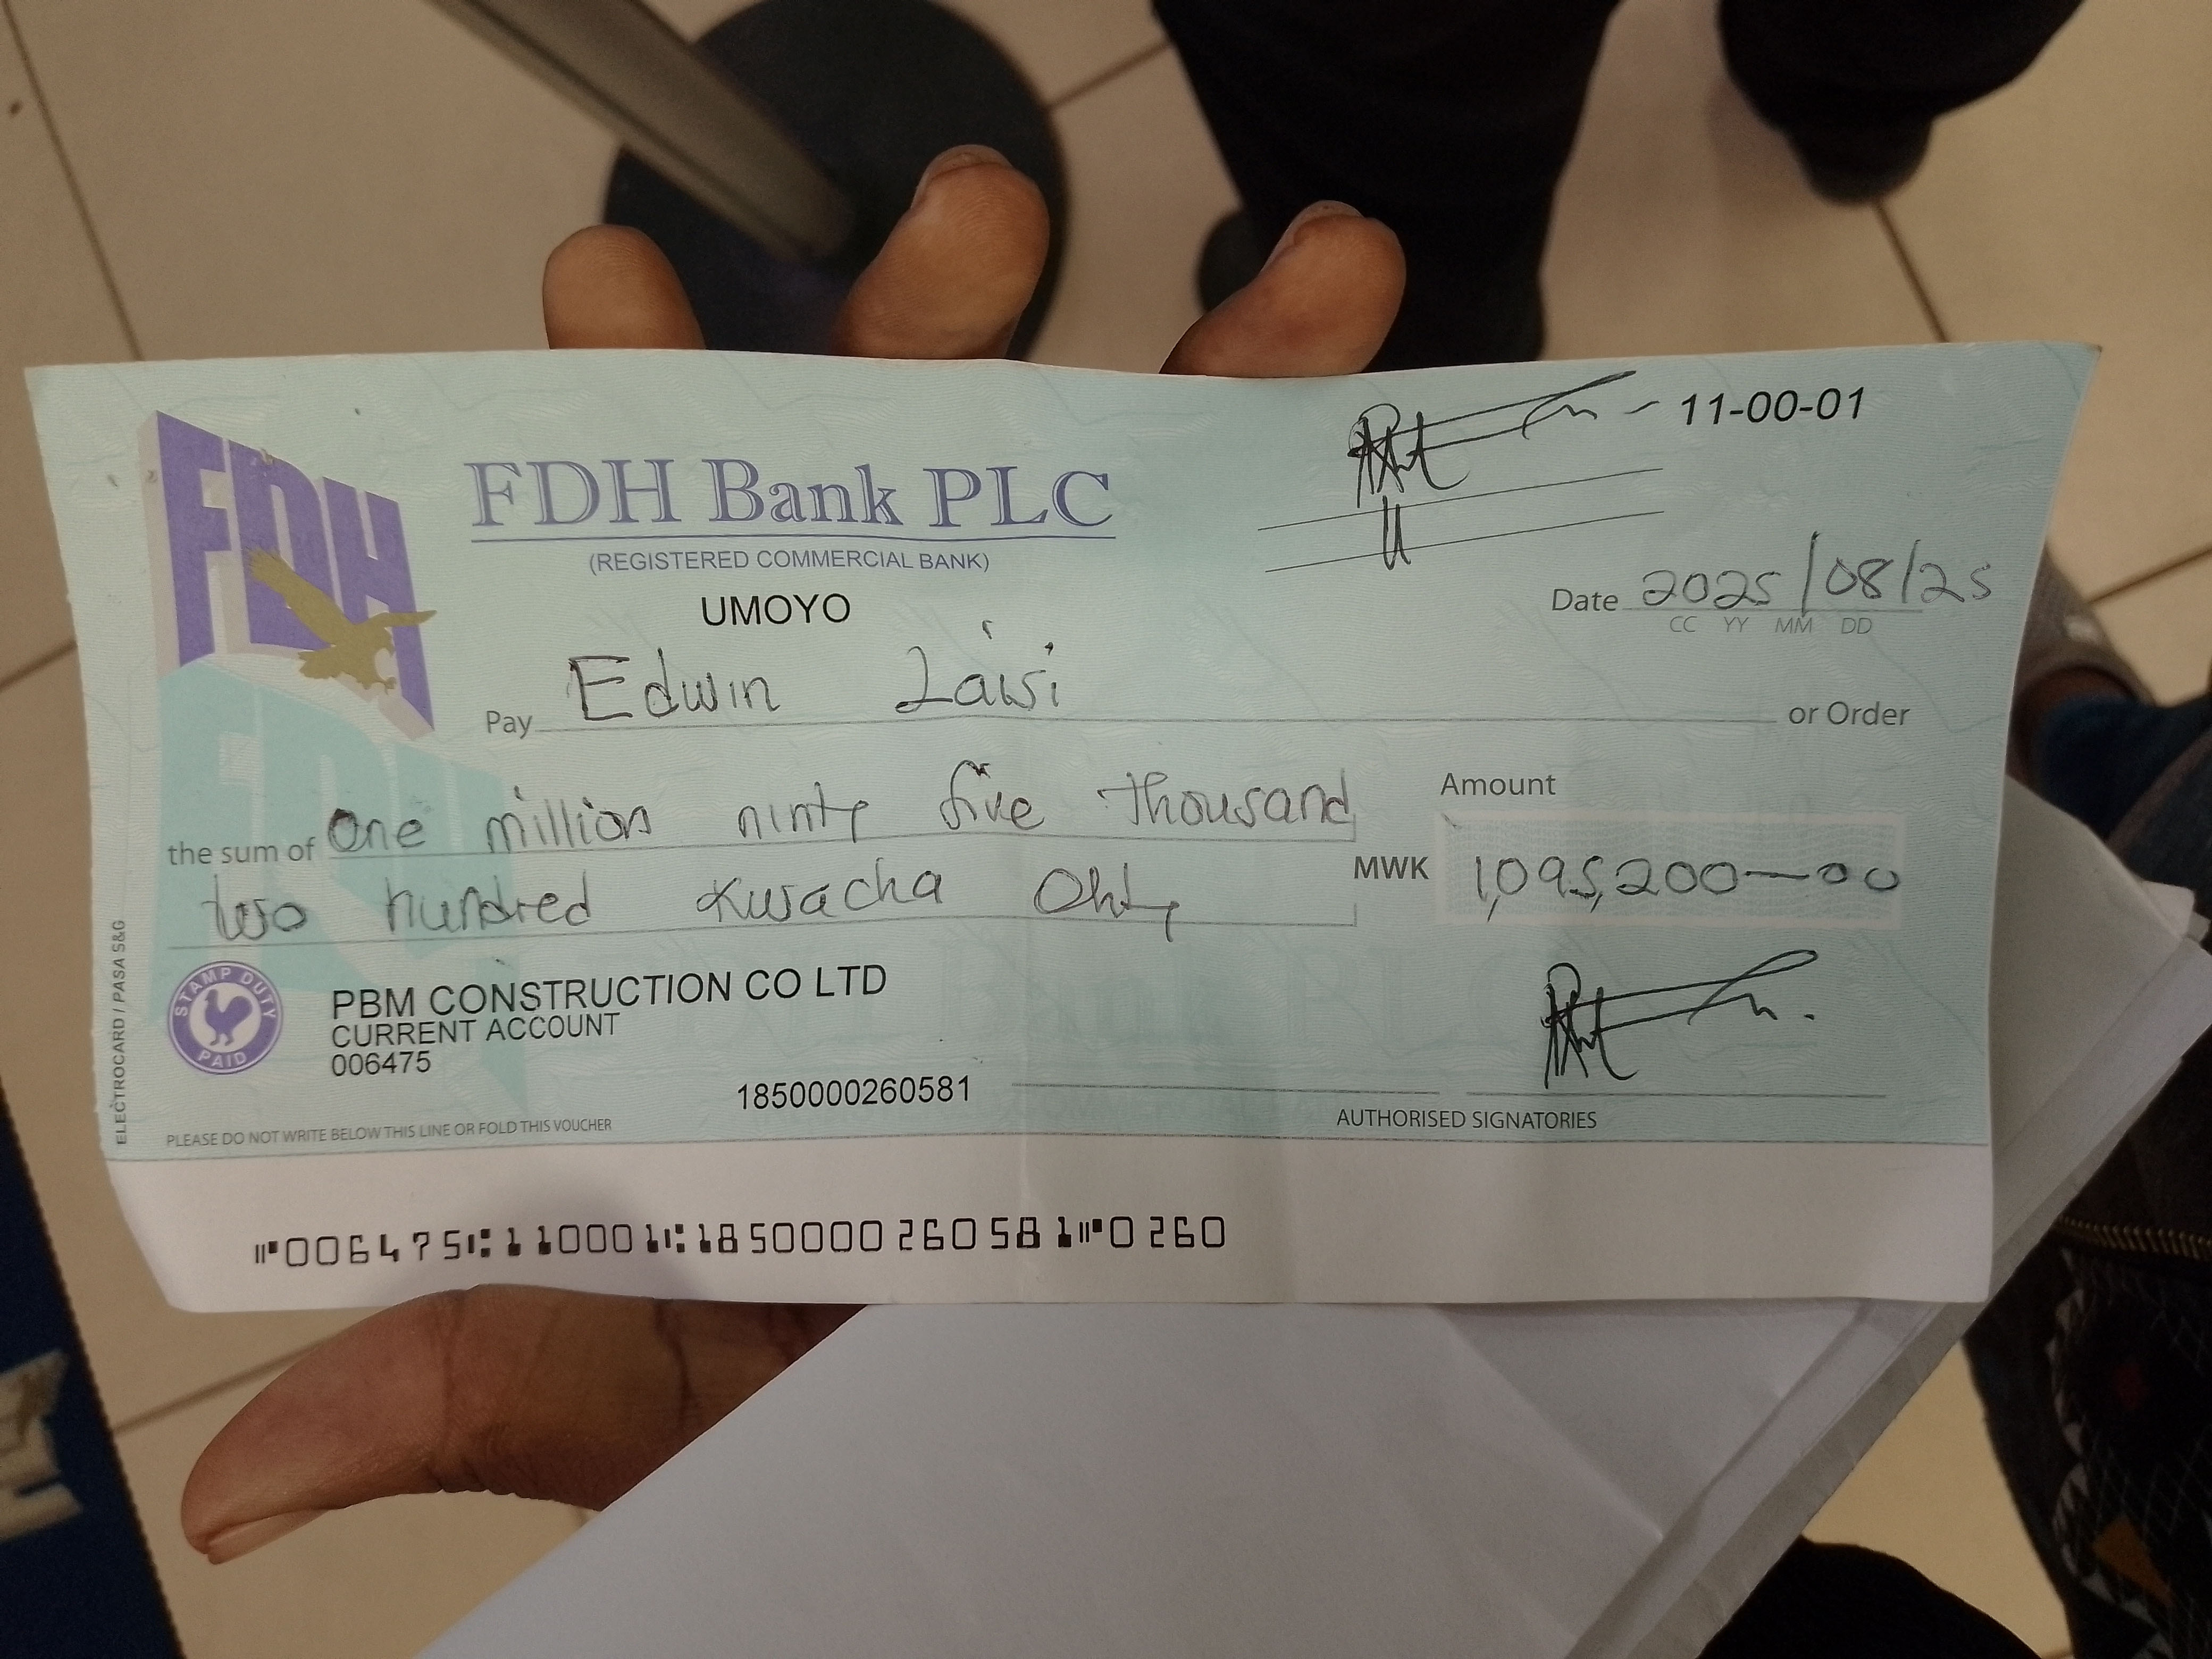 11-00-01
FDH
FDH Bank PLC
(REGISTERED COMMERCIAL BANK)
UMOYO
Date 2025/08/25
CC YY MM DD
Pay Edwin Laisi or Order
Amount
the sum of One million ninty five thousand
two hundred Kwacha Only
MWK 1,095,200—00
STAMP DUTY PAID
PBM CONSTRUCTION CO LTD
CURRENT ACCOUNT
006475
1850000260581
AUTHORISED SIGNATORIES
PLEASE DO NOT WRITE BELOW THIS LINE OR FOLD THIS VOUCHER
ELECTROCARD / PASA S&G
⑈006475⑆110001⑆1850000260581⑈0260